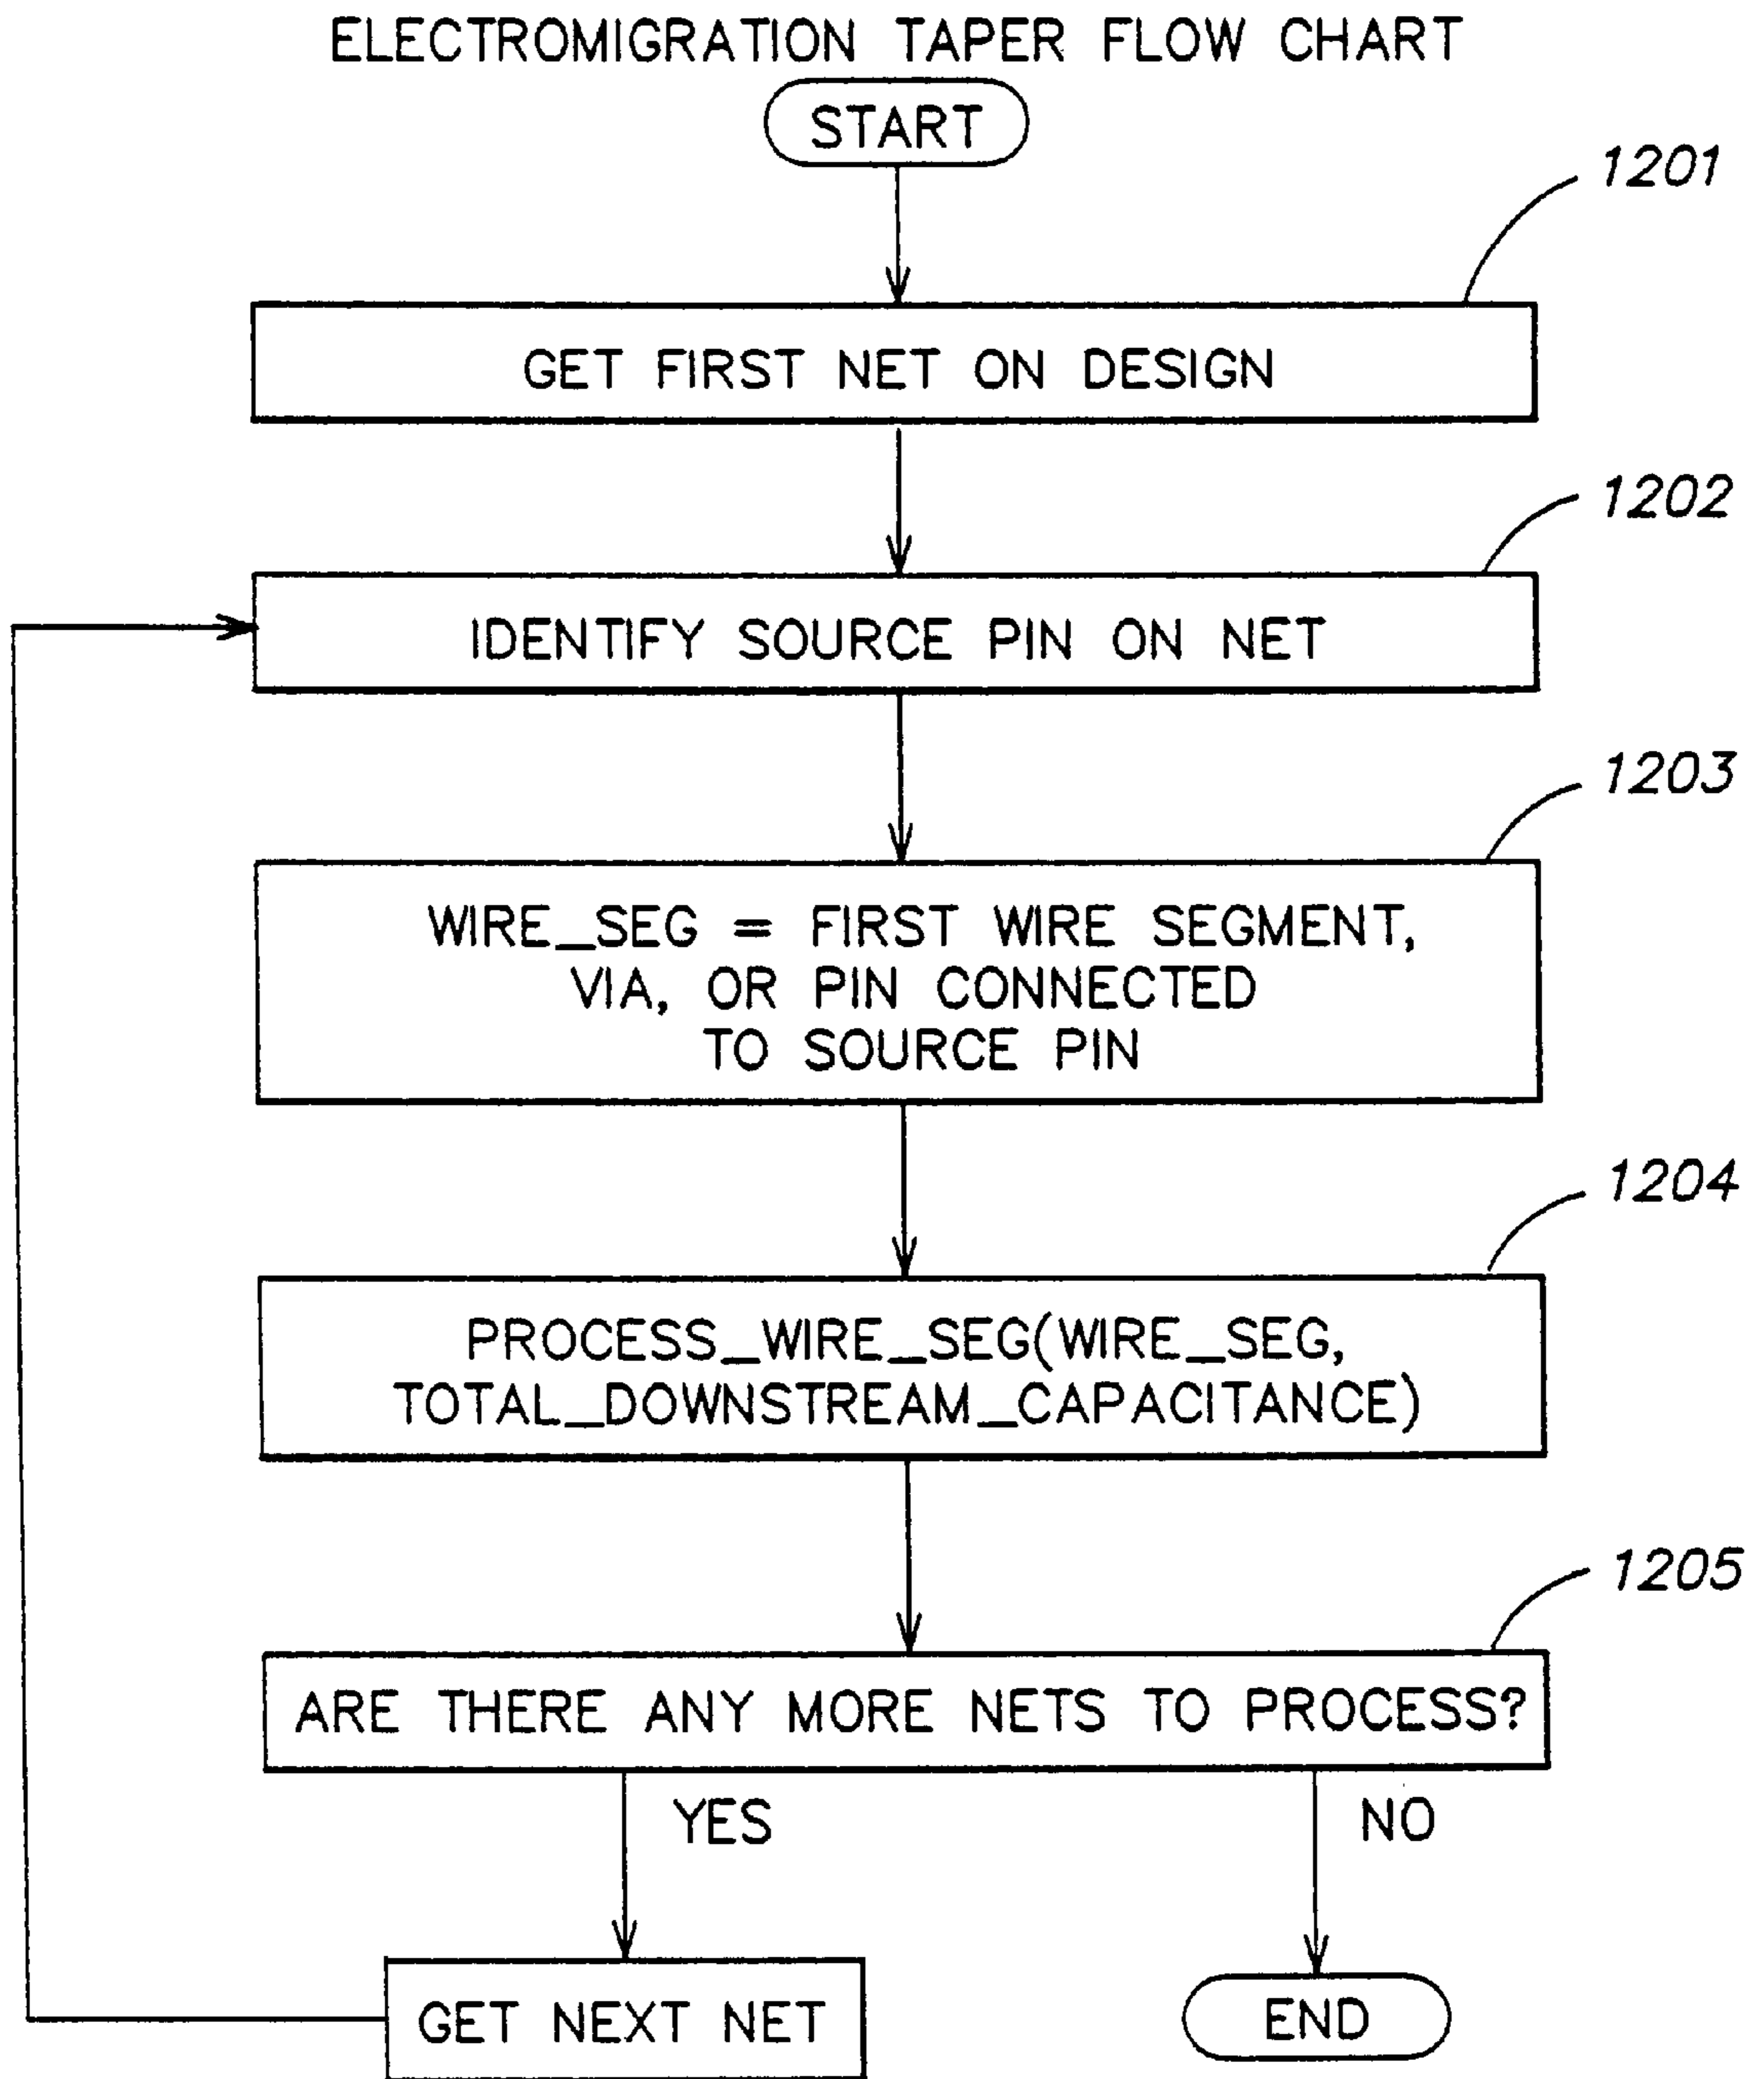 ELECTROMIGRATION TAPER FLOW CHART
START
1201
GET FIRST NET ON DESIGN
1202
IDENTIFY SOURCE PIN ON NET
1203
WIRE_SEG = FIRST WIRE SEGMENT,
VIA, OR PIN CONNECTED
TO SOURCE PIN
1204
PROCESS_WIRE_SEG(WIRE_SEG,
TOTAL_DOWNSTREAM_CAPACITANCE)
1205
ARE THERE ANY MORE NETS TO PROCESS?
YES
NO
GET NEXT NET
END